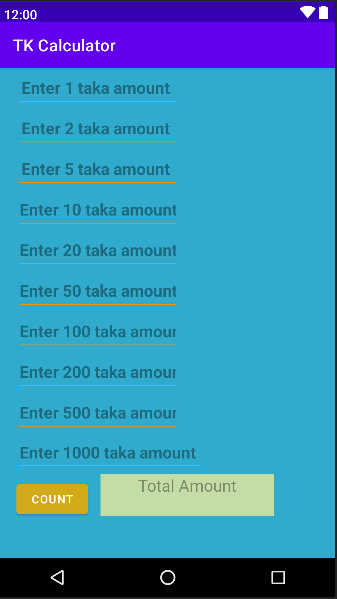 12:00
TK Calculator
Enter 1 taka amount
Enter 2 taka amount
Enter 5 taka amount
Enter 10 taka amount
Enter 20 taka amount
Enter 50 taka amount
Enter 100 taka amour
Enter 200 taka amour
Enter 500 taka amour
Enter 1000 taka amount
COUNT
Total Amount